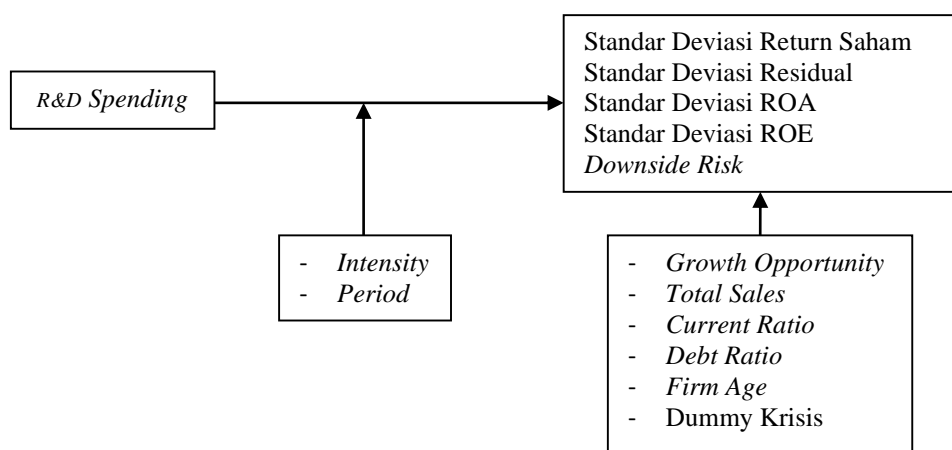 R&D Spending
Standar Deviasi Return Saham
Standar Deviasi Residual
Standar Deviasi ROA
Standar Deviasi ROE
Downside Risk
- Intensity
- Period
- Growth Opportunity
- Total Sales
- Current Ratio
- Debt Ratio
- Firm Age
- Dummy Krisis